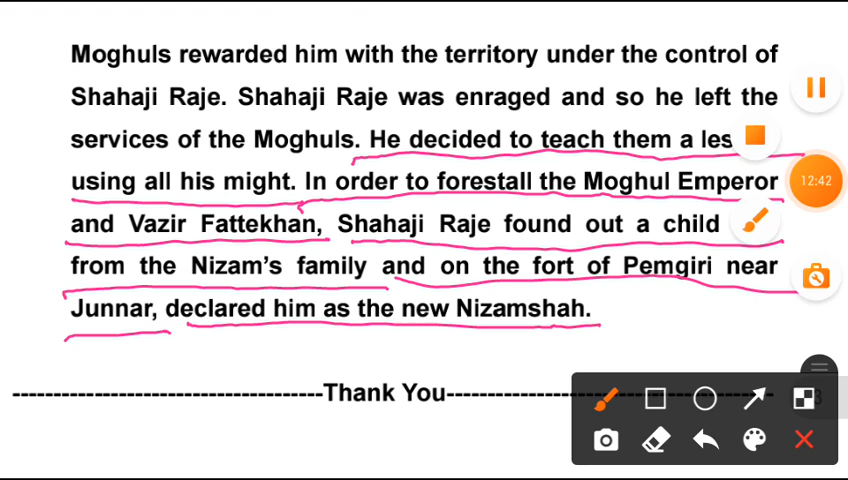 Moghuls rewarded him with the territory under the control of
Shahaji Raje. Shahaji Raje was enraged and so he left the
services of the Moghuls. He decided to teach them a les
using all his might. In order to forestall the Moghul Emperor
and Vazir Fattekhan, Shahaji Raje found out a child
from the Nizam's family and on the fort of Pemgiri near
Junnar, declared him as the new Nizamshah.
------------------------------------Thank You--------------------------------------
12:42